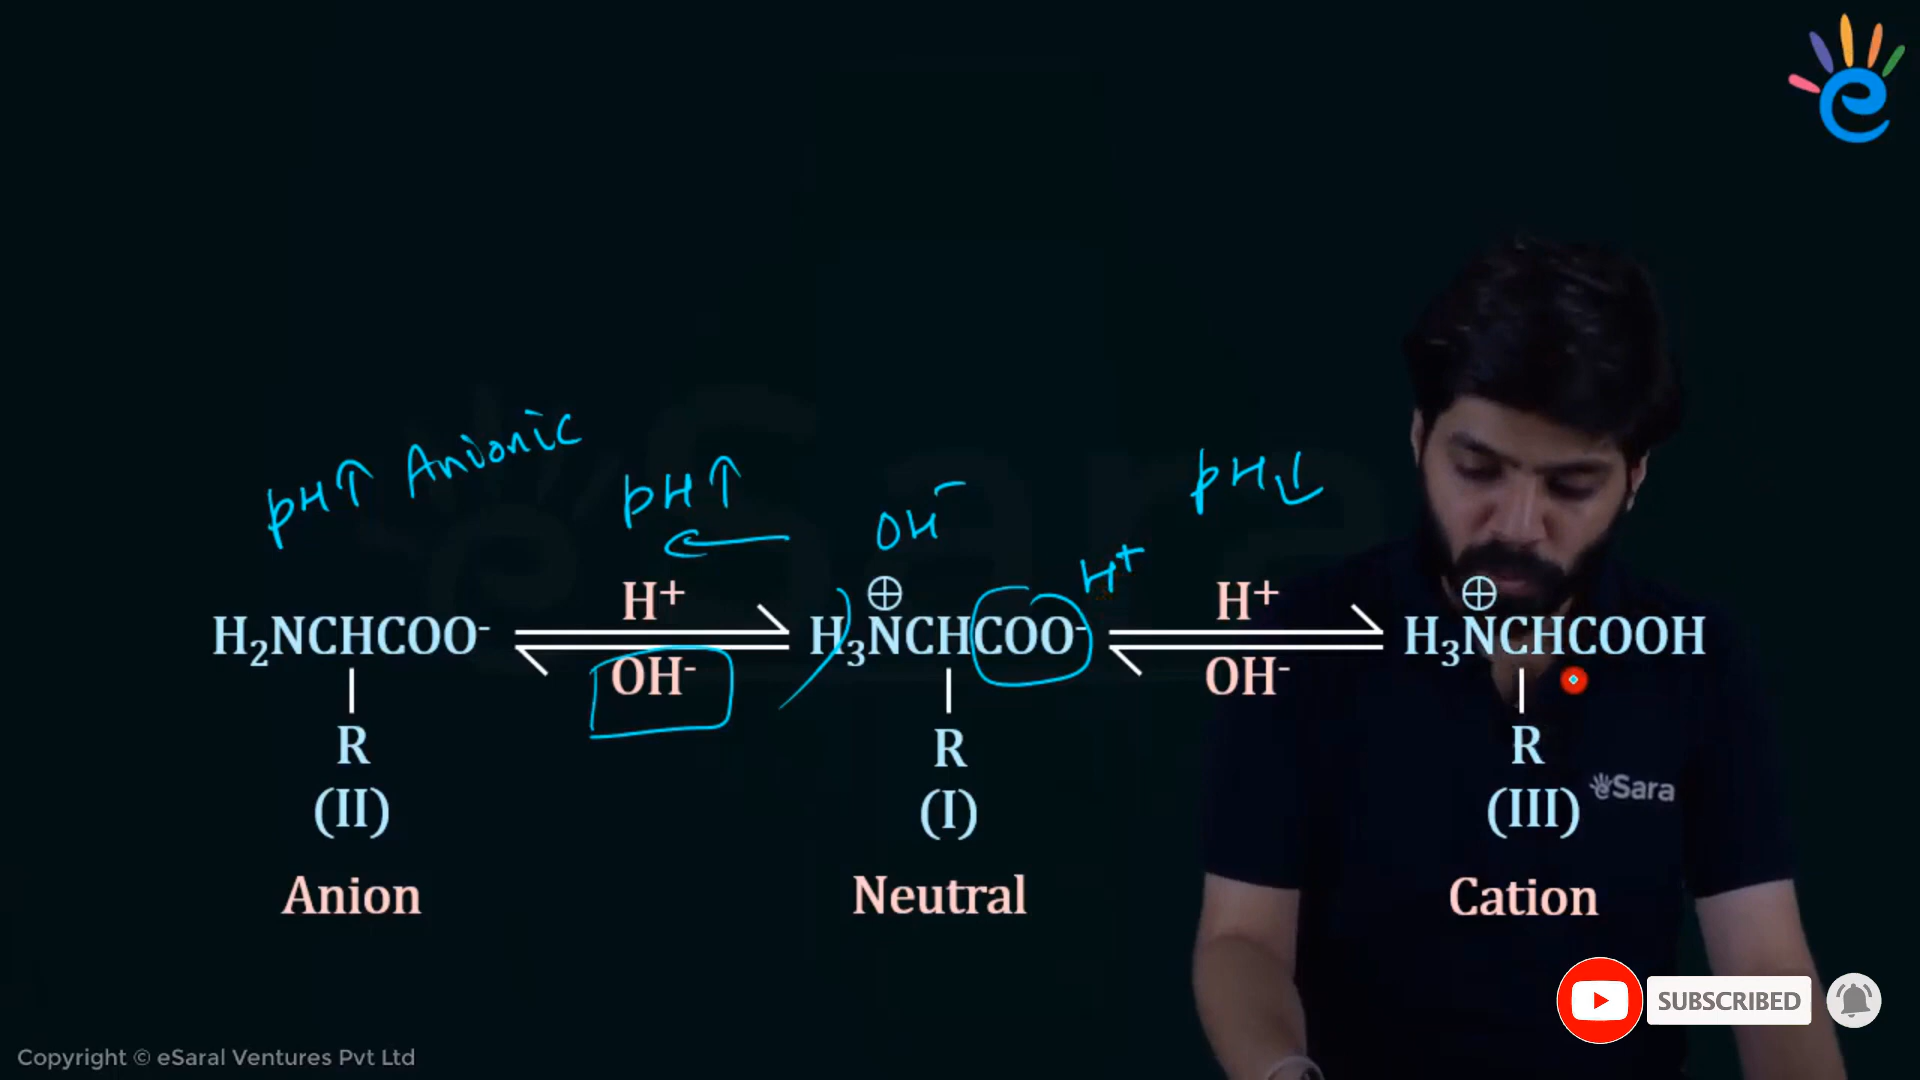 pH↑ Anionic
pH↑
OH⁻
pH↓
H⁺
H⁺
⊕
H⁺
⊕
H₂NCHCOO⁻
H₃NCHCOO⁻
H₃NCHCOOH
OH⁻
OH⁻
R
R
R
(II)
(I)
(III)
eSara
Anion
Neutral
Cation
SUBSCRIBED
Copyright © eSaral Ventures Pvt Ltd